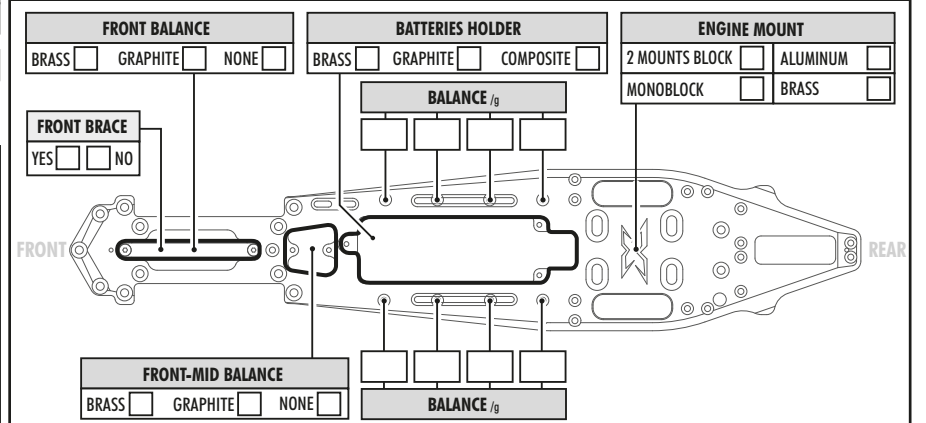 FRONT BALANCE
BRASS GRAPHITE NONE
BATTERIES HOLDER
BRASS GRAPHITE COMPOSITE
ENGINE MOUNT
2 MOUNTS BLOCK ALUMINUM
MONOBLOCK BRASS
BALANCE /g
FRONT BRACE
YES NO
FRONT
REAR
FRONT-MID BALANCE
BRASS GRAPHITE NONE
BALANCE /g